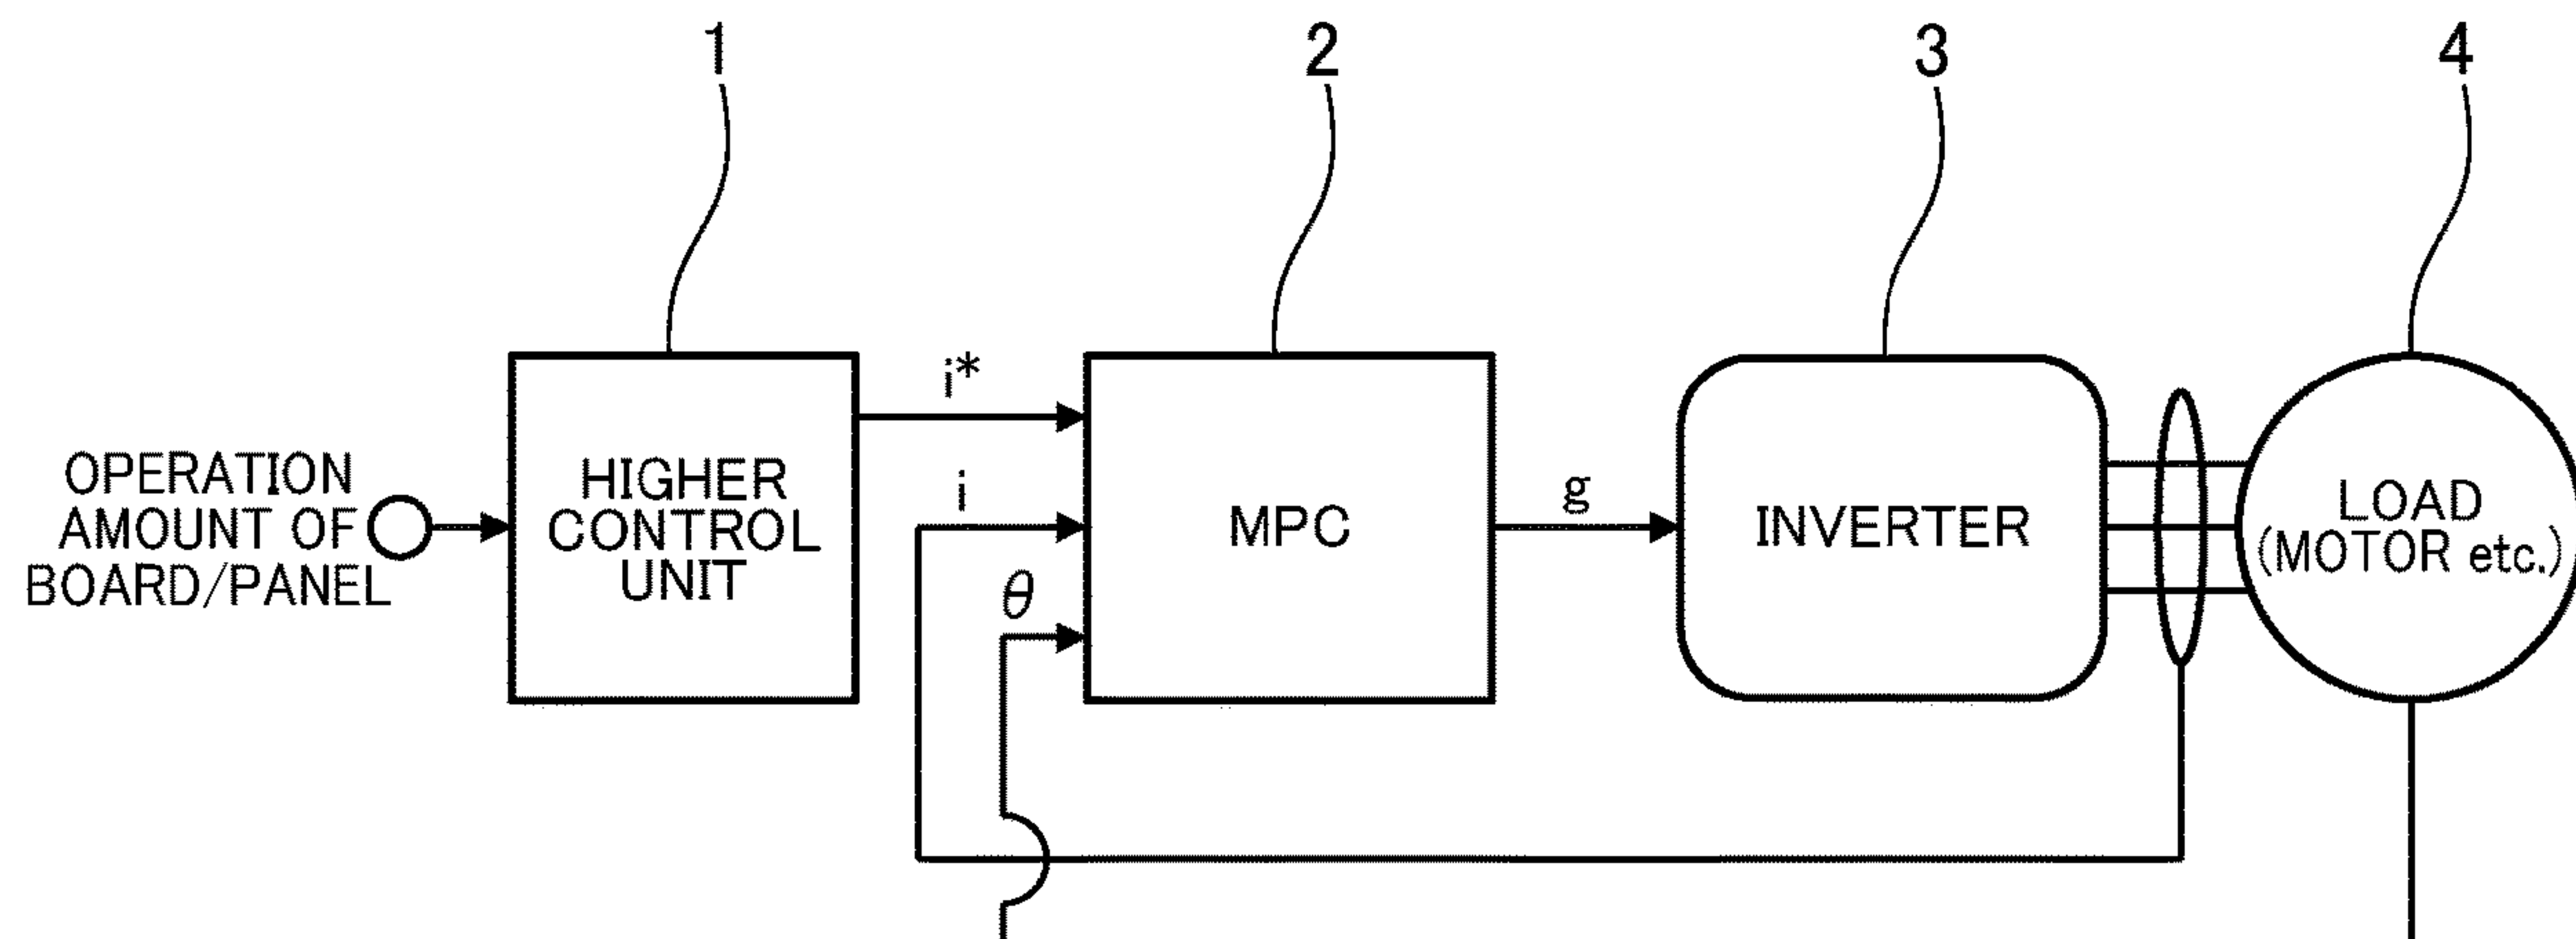 1
2
3
4
i*
i
θ
g
OPERATION
AMOUNT OF
BOARD/PANEL
HIGHER
CONTROL
UNIT
MPC
INVERTER
LOAD
(MOTOR etc.)